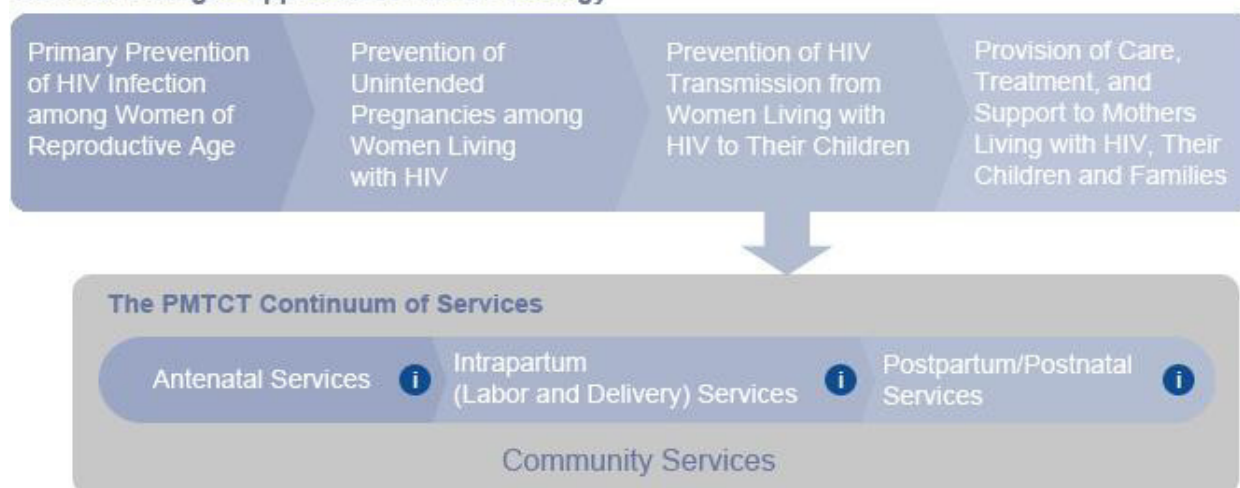 Primary Prevention
of HIV Infection
among Women of
Reproductive Age
Prevention of
Unintended
Pregnancies among
Women Living
with HIV
Prevention of HIV
Transmission from
Women Living with
HIV to Their Children
Provision of Care,
Treatment, and
Support to Mothers
Living with HIV, Their
Children and Families
The PMTCT Continuum of Services
Antenatal Services i
Intrapartum
(Labor and Delivery) Services i
Postpartum/Postnatal
Services i
Community Services